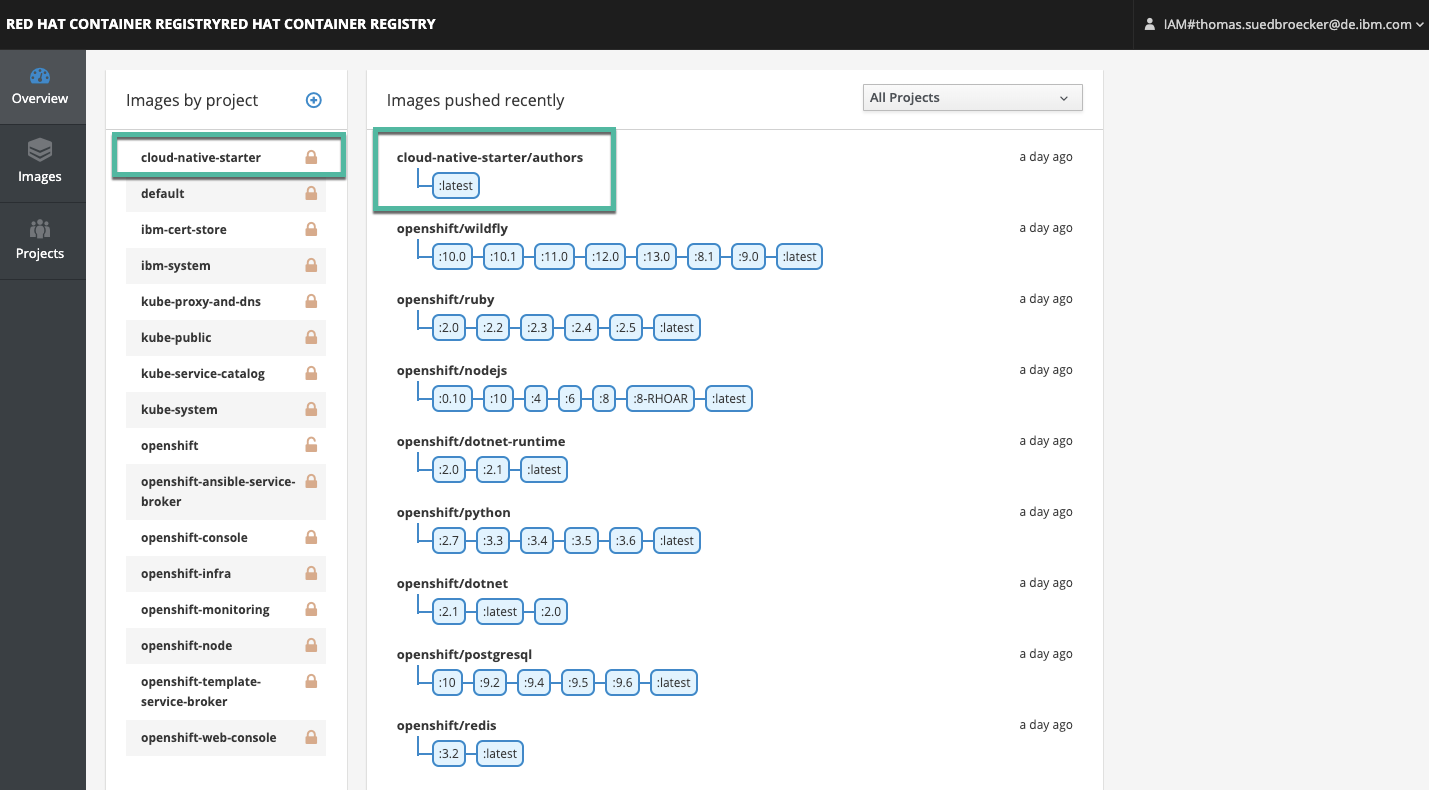 RED HAT CONTAINER REGISTRYRED HAT CONTAINER REGISTRY
IAM#thomas.suedbroecker@de.ibm.com
Overview
Images
Projects
Images by project
cloud-native-starter
default
ibm-cert-store
ibm-system
kube-proxy-and-dns
kube-public
kube-service-catalog
kube-system
openshift
openshift-ansible-service-
broker
openshift-console
openshift-infra
openshift-monitoring
openshift-node
openshift-template-
service-broker
openshift-web-console
Images pushed recently
All Projects
cloud-native-starter/authors a day ago
:latest
openshift/wildfly a day ago
:10.0 :10.1 :11.0 :12.0 :13.0 :8.1 :9.0 :latest
openshift/ruby a day ago
:2.0 :2.2 :2.3 :2.4 :2.5 :latest
openshift/nodejs a day ago
:0.10 :10 :4 :6 :8 :8-RHOAR :latest
openshift/dotnet-runtime a day ago
:2.0 :2.1 :latest
openshift/python a day ago
:2.7 :3.3 :3.4 :3.5 :3.6 :latest
openshift/dotnet a day ago
:2.1 :latest :2.0
openshift/postgresql a day ago
:10 :9.2 :9.4 :9.5 :9.6 :latest
openshift/redis a day ago
:3.2 :latest